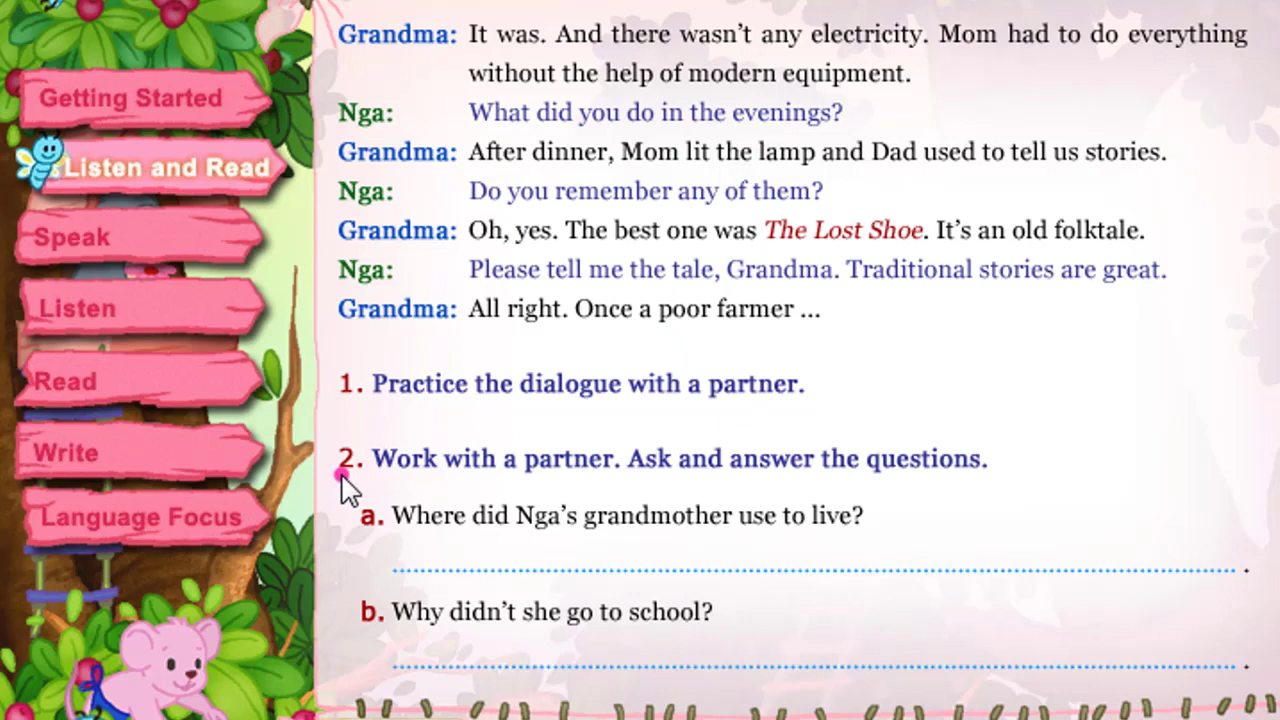 Getting Started
Listen and Read
Speak
Listen
Read
Write
Language Focus
Grandma: It was. And there wasn’t any electricity. Mom had to do everything
without the help of modern equipment.
Nga: What did you do in the evenings?
Grandma: After dinner, Mom lit the lamp and Dad used to tell us stories.
Nga: Do you remember any of them?
Grandma: Oh, yes. The best one was The Lost Shoe. It’s an old folktale.
Nga: Please tell me the tale, Grandma. Traditional stories are great.
Grandma: All right. Once a poor farmer ...
1. Practice the dialogue with a partner.
2. Work with a partner. Ask and answer the questions.
a. Where did Nga’s grandmother use to live?
b. Why didn’t she go to school?